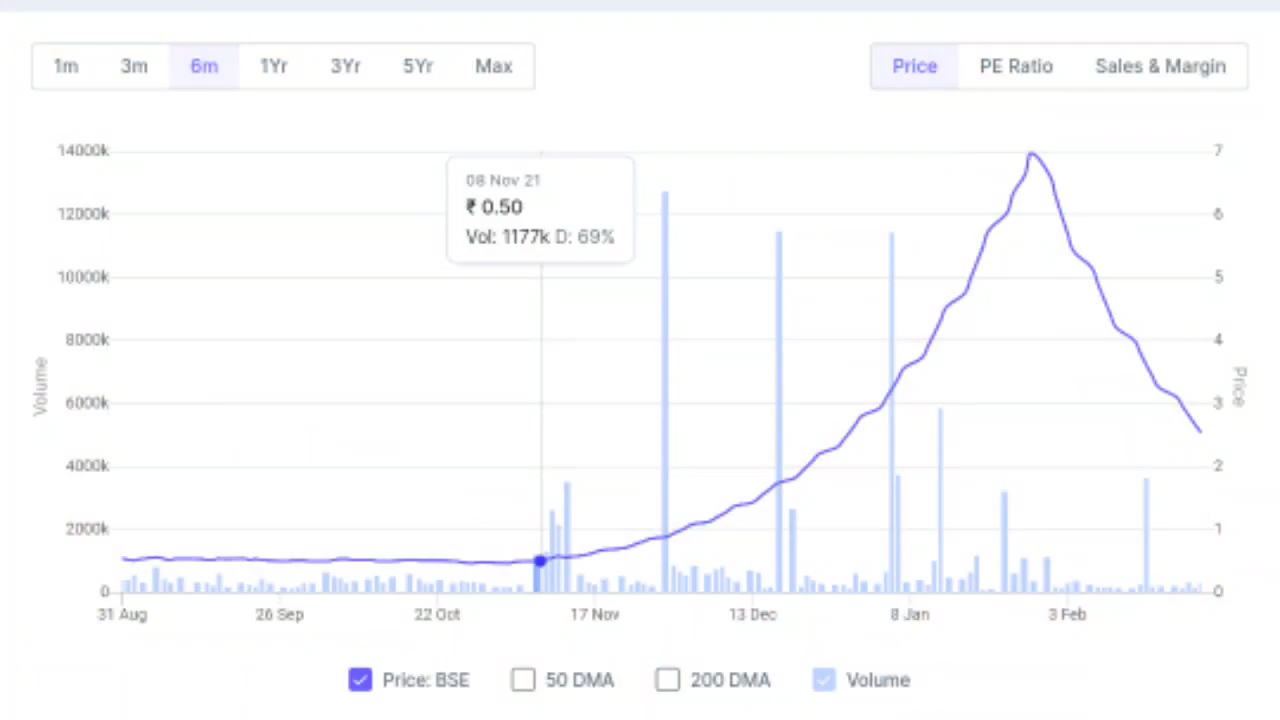 1m 3m 6m 1Yr 3Yr 5Yr Max
Price PE Ratio Sales & Margin
14000k
12000k
10000k
8000k
6000k
4000k
2000k
0
Volume
08 Nov 21
₹ 0.50
Vol: 1177k D: 69%
7
6
5
4
3
2
1
0
Price
31 Aug 26 Sep 22 Oct 17 Nov 13 Dec 8 Jan 3 Feb
Price: BSE 50 DMA 200 DMA Volume